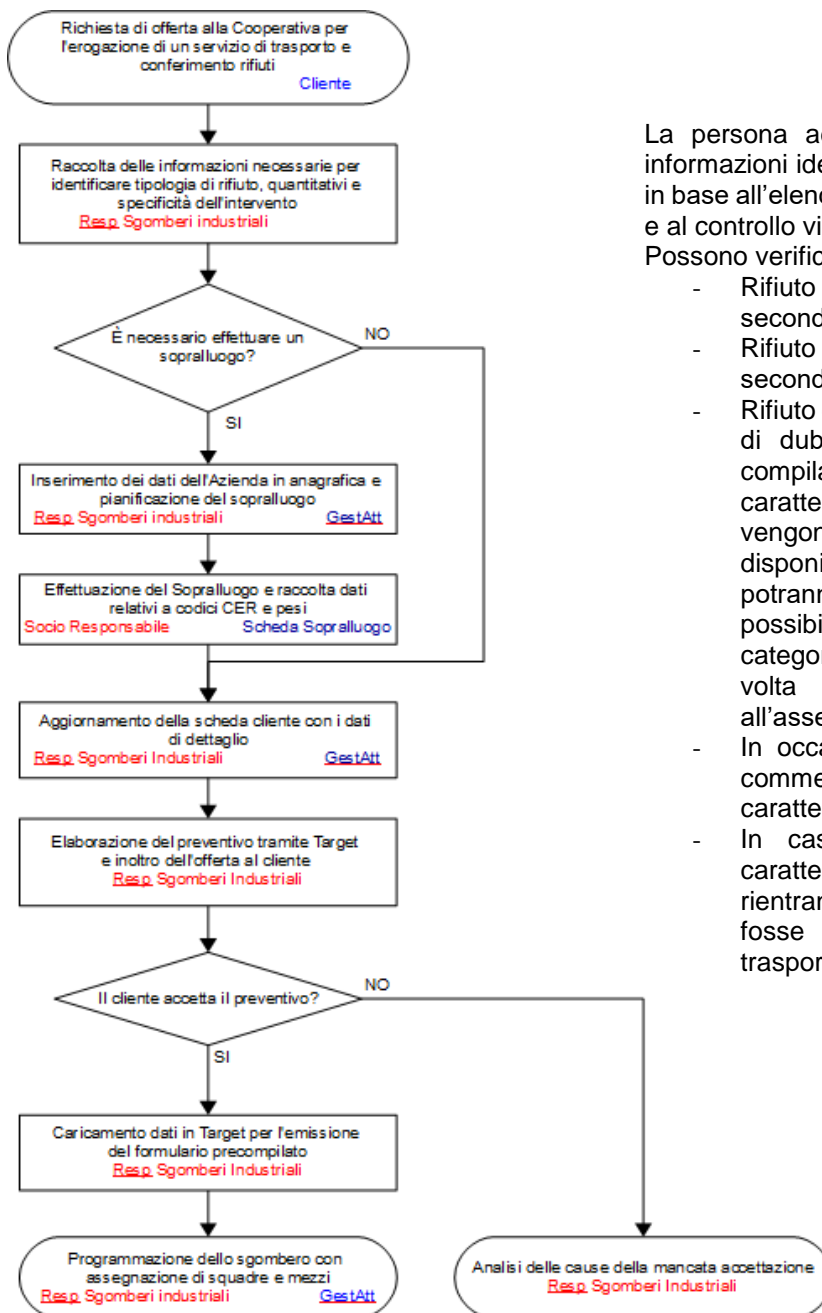 Richiesta di offerta alla Cooperativa per
l'erogazione di un servizio di trasporto e
conferimento rifiuti
Cliente
Raccolta delle informazioni necessarie per
identificare tipologia di rifiuto, quantitativi e
specificità dell'intervento
Resp Sgomberi industriali
È necessario effettuare un
sopralluogo?
NO
SI
Inserimento dei dati dell'Azienda in anagrafica e
pianificazione del sopralluogo
Resp Sgomberi industriali GestAtt
Effettuazione del Sopralluogo e raccolta dati
relativi a codici CER e pesi
Socio Responsabile Scheda Sopralluogo
Aggiornamento della scheda cliente con i dati
di dettaglio
Resp Sgomberi Industriali GestAtt
Elaborazione del preventivo tramite Target
e inoltro dell'offerta al cliente
Resp Sgomberi Industriali
Il cliente accetta il preventivo?
NO
SI
Caricamento dati in Target per l'emissione
del formulario precompilato
Resp Sgomberi Industriali
Programmazione dello sgombero con
assegnazione di squadre e mezzi
Resp Sgomberi industriali GestAtt
Analisi delle cause della mancata accettazione
Resp Sgomberi Industriali
La persona
informazioni
in base all'elenc
e al controllo
Possono
- Rifiuto
second
- Rifiuto
second
- Rifiuto
di dub
compila
caratte
vengon
disponi
potrann
possibi
catego
volta
all'asse
- In occa
comme
caratte
- In cas
caratte
rientrar
fosse
traspor